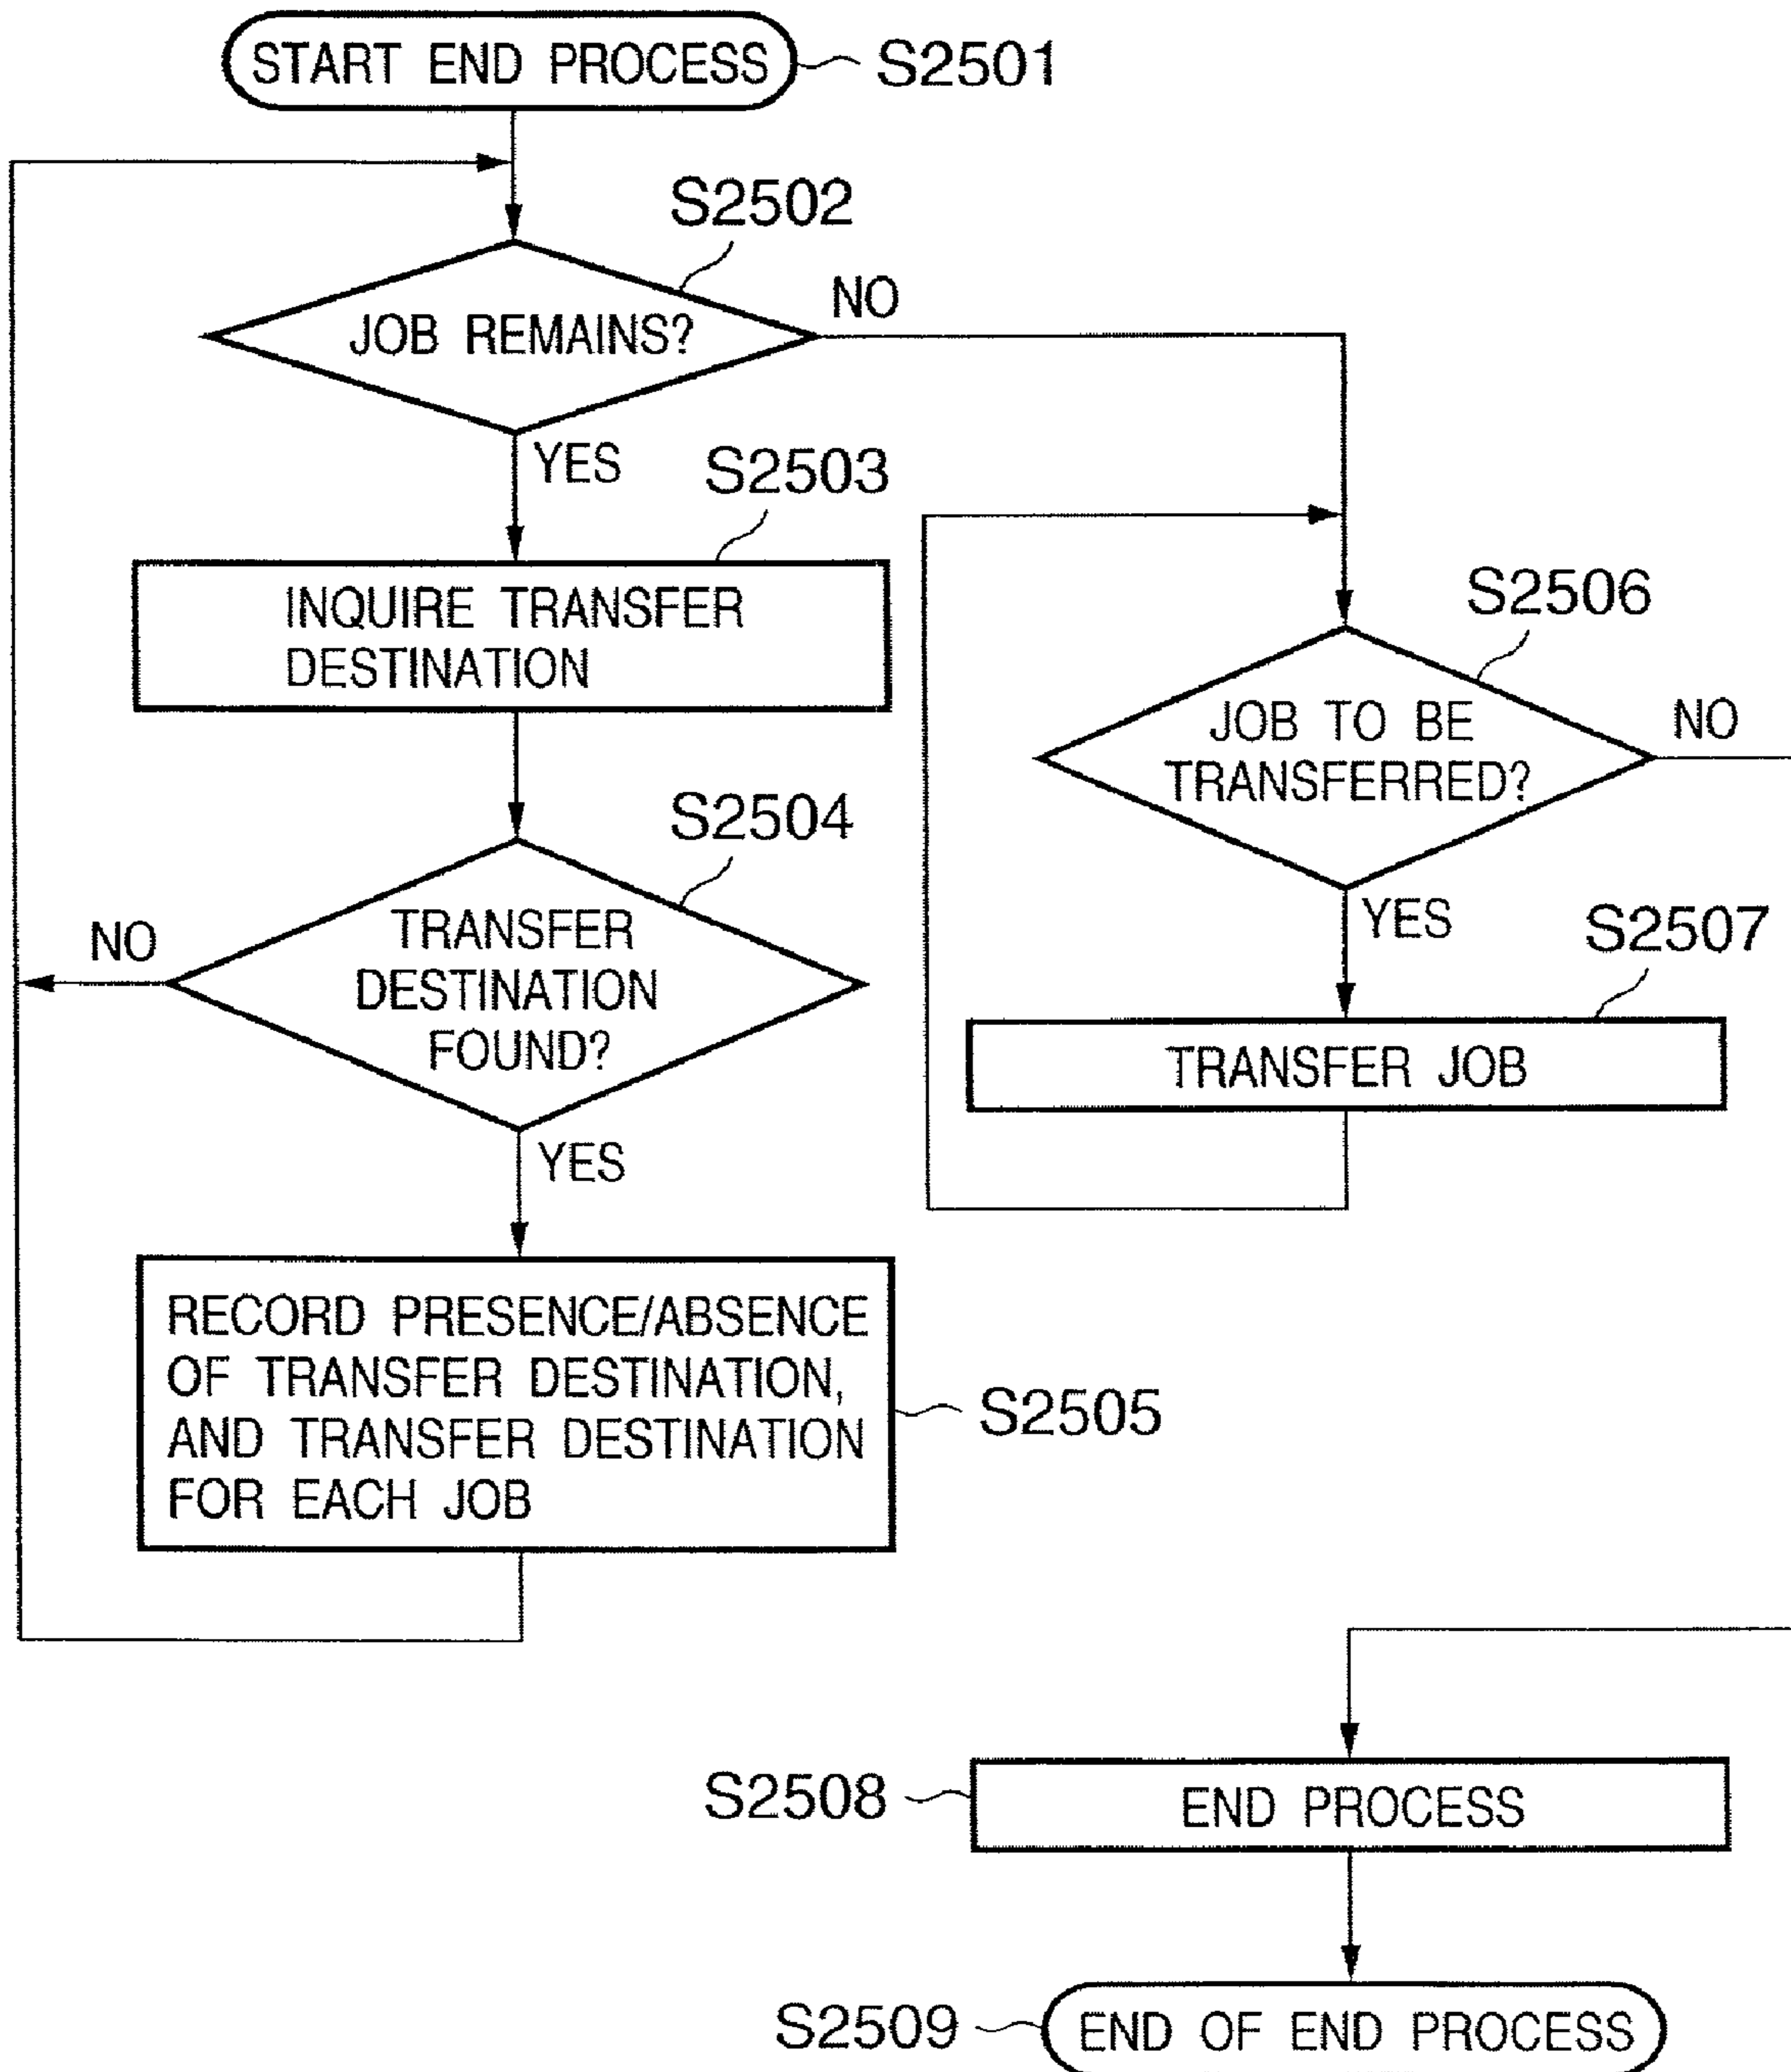 START END PROCESS
S2501
S2502
JOB REMAINS?
NO
YES
S2503
INQUIRE TRANSFER
DESTINATION
S2504
TRANSFER
DESTINATION
FOUND?
NO
YES
RECORD PRESENCE/ABSENCE
OF TRANSFER DESTINATION,
AND TRANSFER DESTINATION
FOR EACH JOB
S2505
S2506
JOB TO BE
TRANSFERRED?
NO
YES
S2507
TRANSFER JOB
S2508
END PROCESS
S2509
END OF END PROCESS